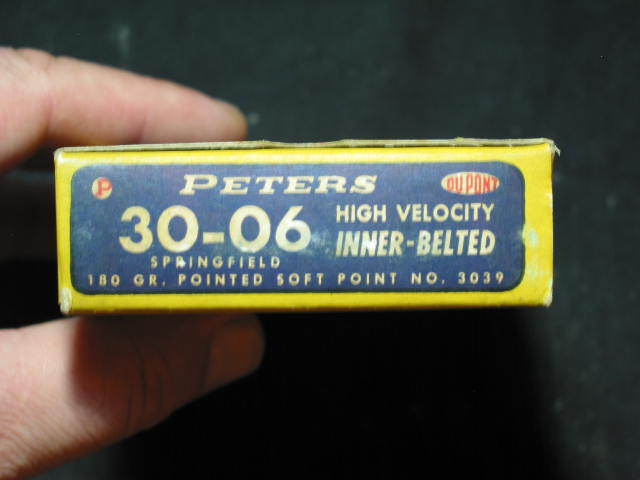 P PETERS DU PONT
30-06 HIGH VELOCITY
SPRINGFIELD INNER-BELTED
180 GR. POINTED SOFT POINT NO. 3039